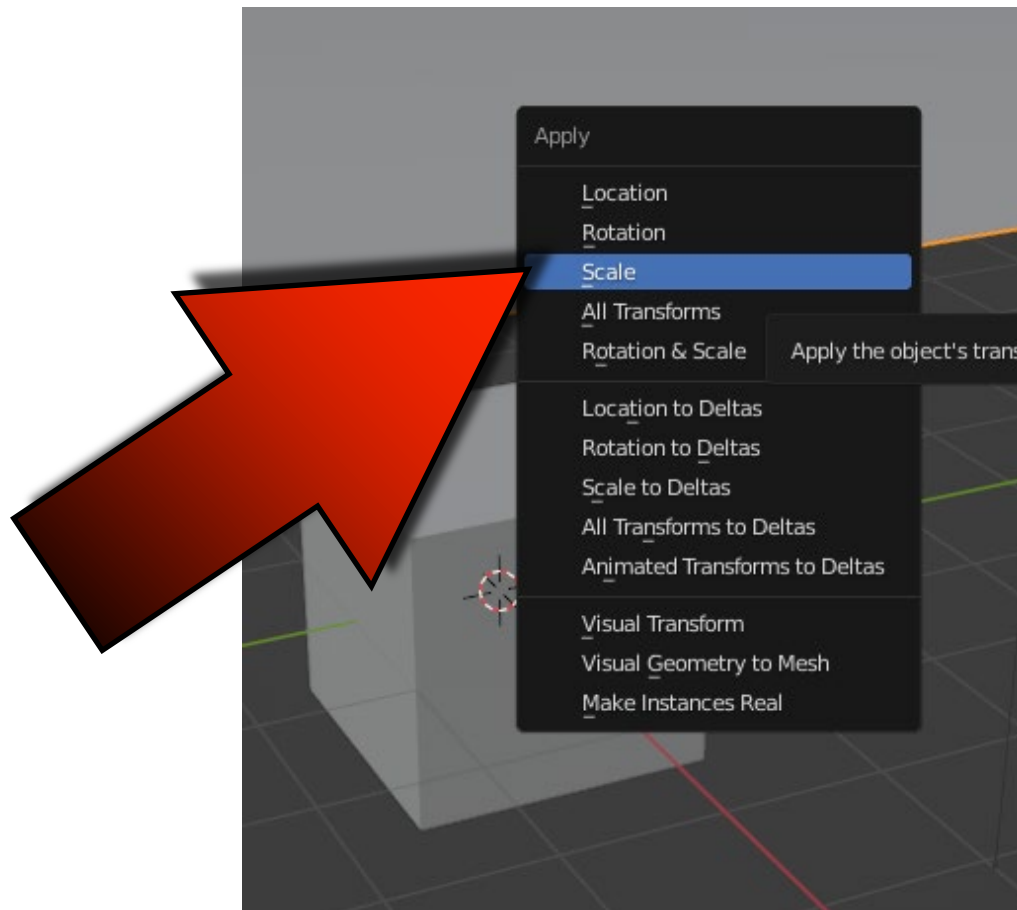 Apply
Location
Rotation
Scale
All Transforms
Rotation & Scale
Apply the object's trans
Location to Deltas
Rotation to Deltas
Scale to Deltas
All Transforms to Deltas
Animated Transforms to Deltas
Visual Transform
Visual Geometry to Mesh
Make Instances Real